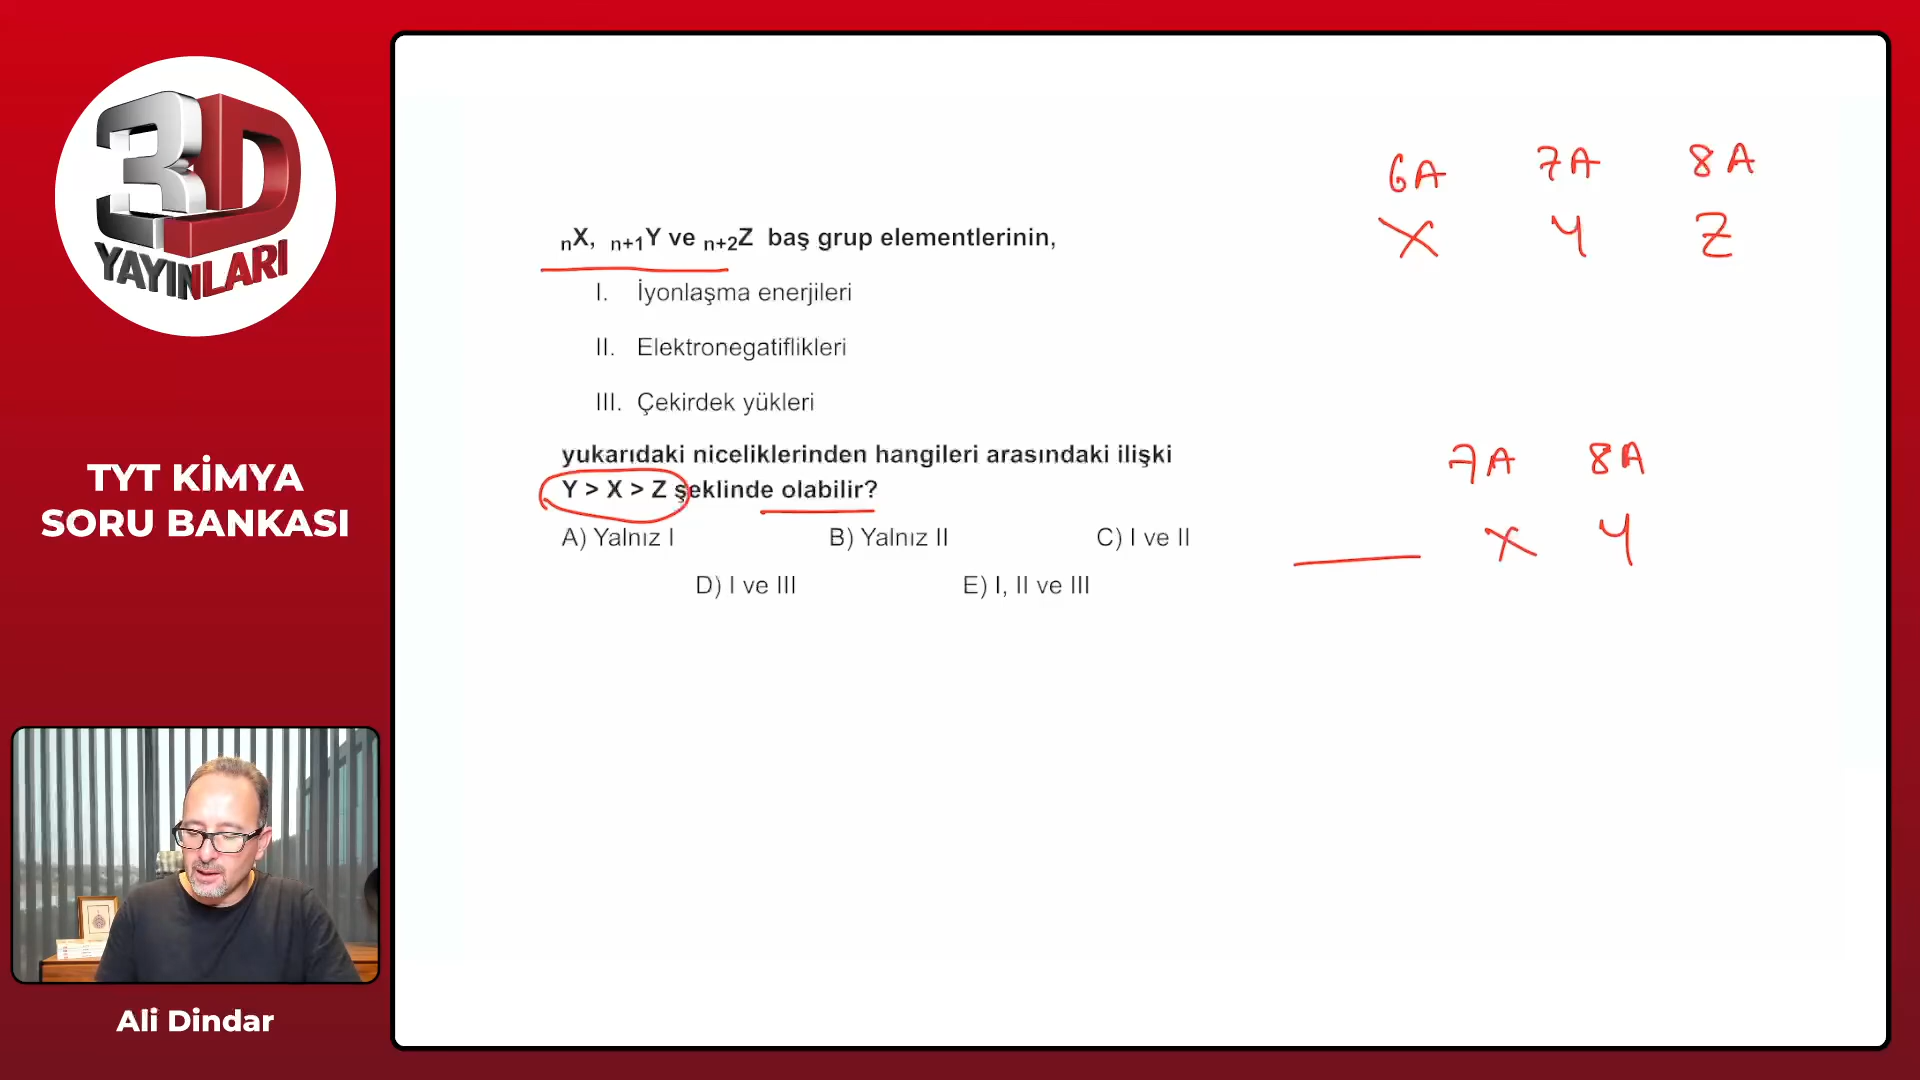 3D
YAYINLARI
TYT KİMYA
SORU BANKASI
Ali Dindar
nX, n+1Y ve n+2Z baş grup elementlerinin,
I. İyonlaşma enerjileri
II. Elektronegatiflikleri
III. Çekirdek yükleri
yukarıdaki niceliklerinden hangileri arasındaki ilişki
Y > X > Z şeklinde olabilir?
A) Yalnız I B) Yalnız II C) I ve II
D) I ve III E) I, II ve III
6A 7A 8A
X Y Z
7A 8A
X Y